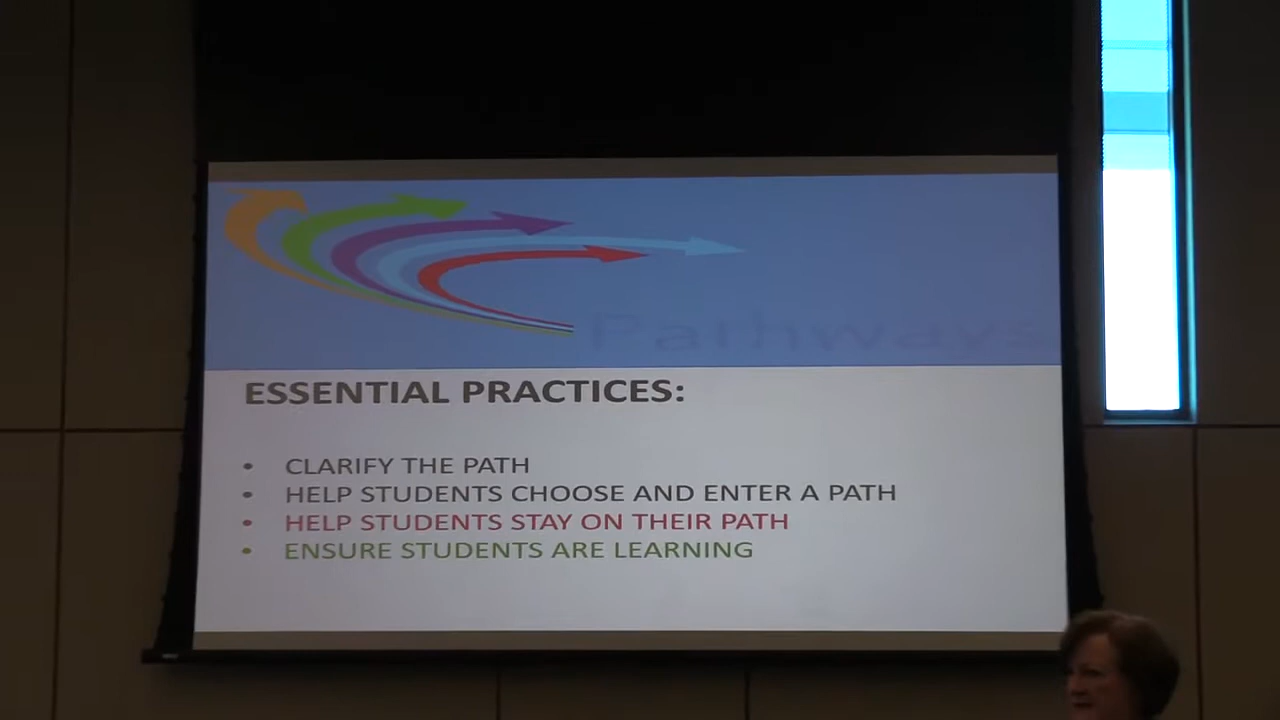 Pathways
ESSENTIAL PRACTICES:
• CLARIFY THE PATH
• HELP STUDENTS CHOOSE AND ENTER A PATH
• HELP STUDENTS STAY ON THEIR PATH
• ENSURE STUDENTS ARE LEARNING